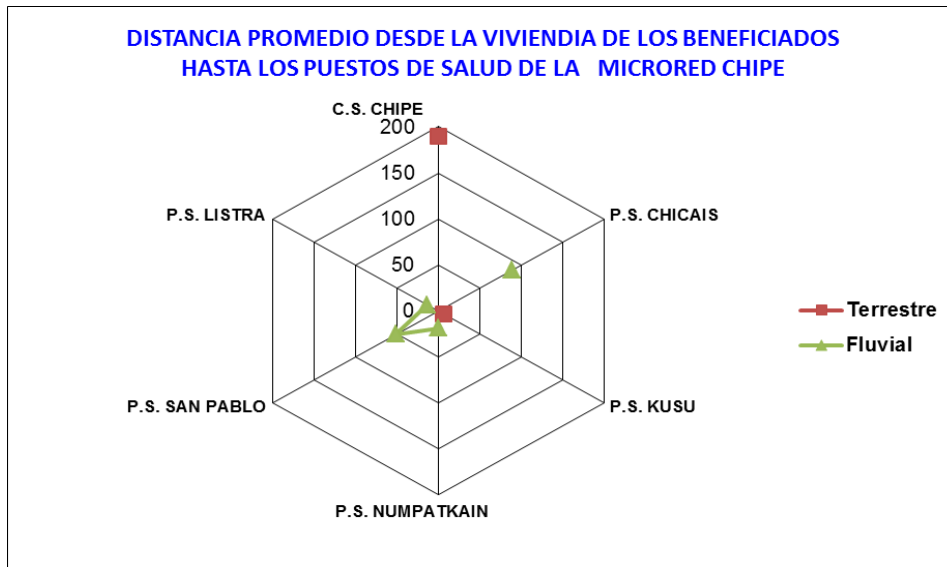 DISTANCIA PROMEDIO DESDE LA VIVIENDIA DE LOS BENEFICIADOS
HASTA LOS PUESTOS DE SALUD DE LA MICRORED CHIPE
C.S. CHIPE
200
150
100
50
0
P.S. LISTRA
P.S. CHICAIS
Terrestre
Fluvial
P.S. SAN PABLO
P.S. KUSU
P.S. NUMPATKAIN